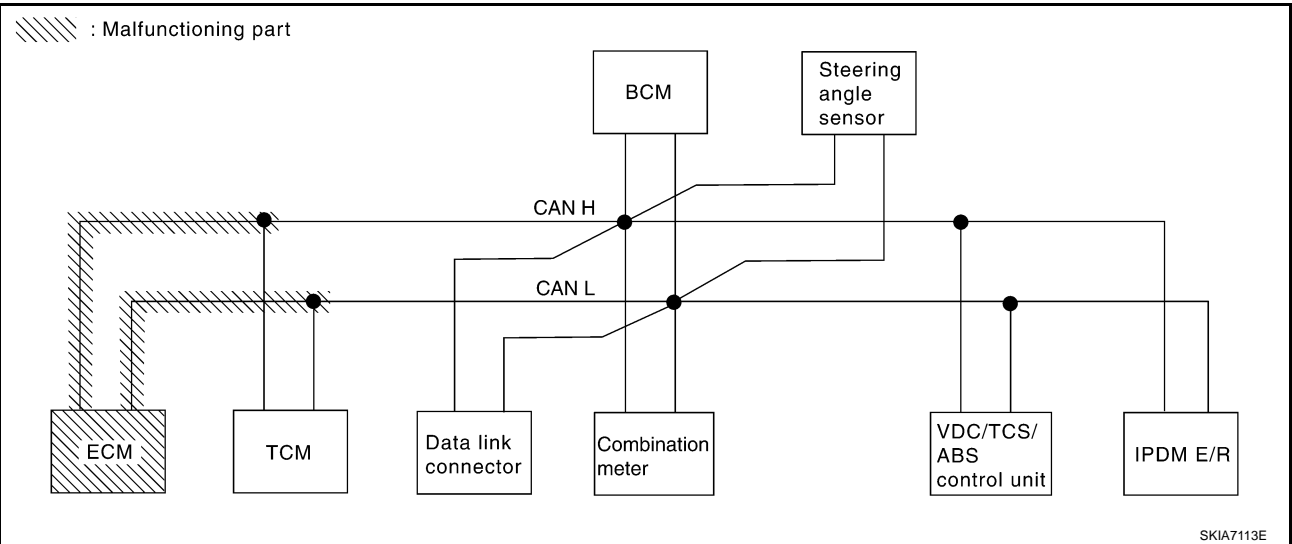 : Malfunctioning part
BCM
Steering
angle
sensor
CAN H
CAN L
ECM
TCM
Data link
connector
Combination
meter
VDC/TCS/
ABS
control unit
IPDM E/R
SKIA7113E